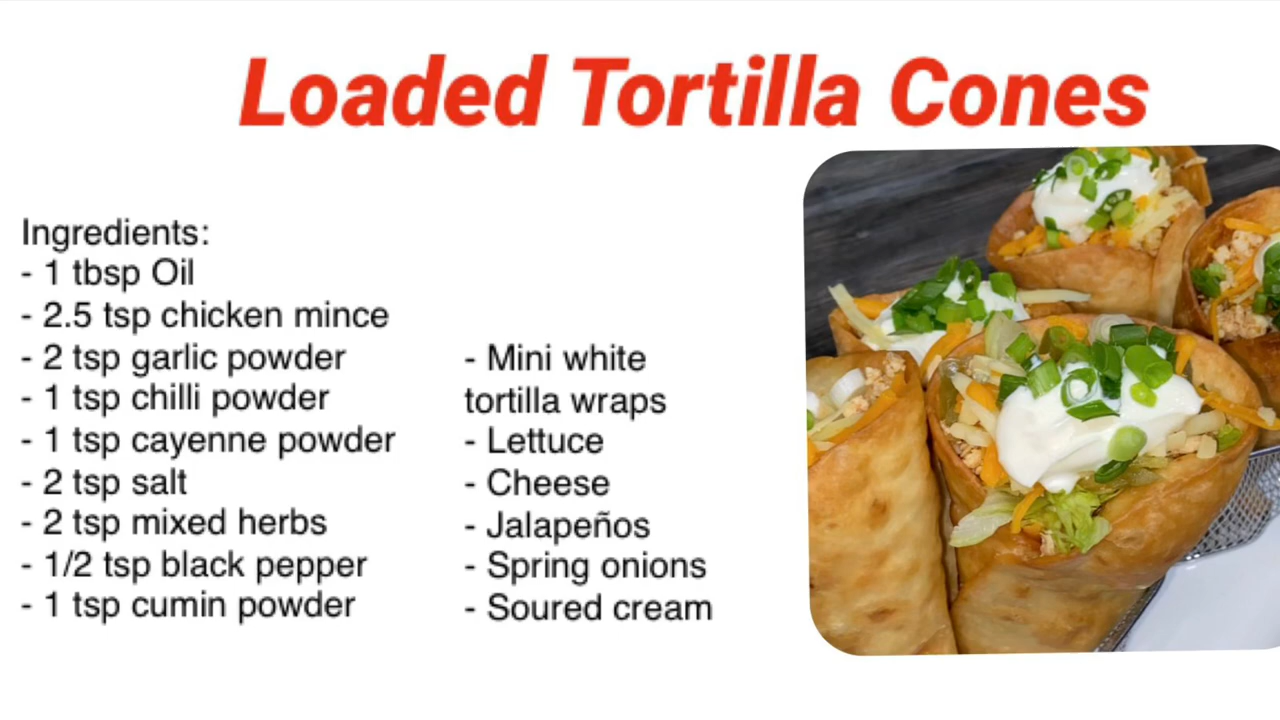 Loaded Tortilla Cones
Ingredients:
- 1 tbsp Oil
- 2.5 tsp chicken mince
- 2 tsp garlic powder
- 1 tsp chilli powder
- 1 tsp cayenne powder
- 2 tsp salt
- 2 tsp mixed herbs
- 1/2 tsp black pepper
- 1 tsp cumin powder
- Mini white
tortilla wraps
- Lettuce
- Cheese
- Jalapeños
- Spring onions
- Soured cream